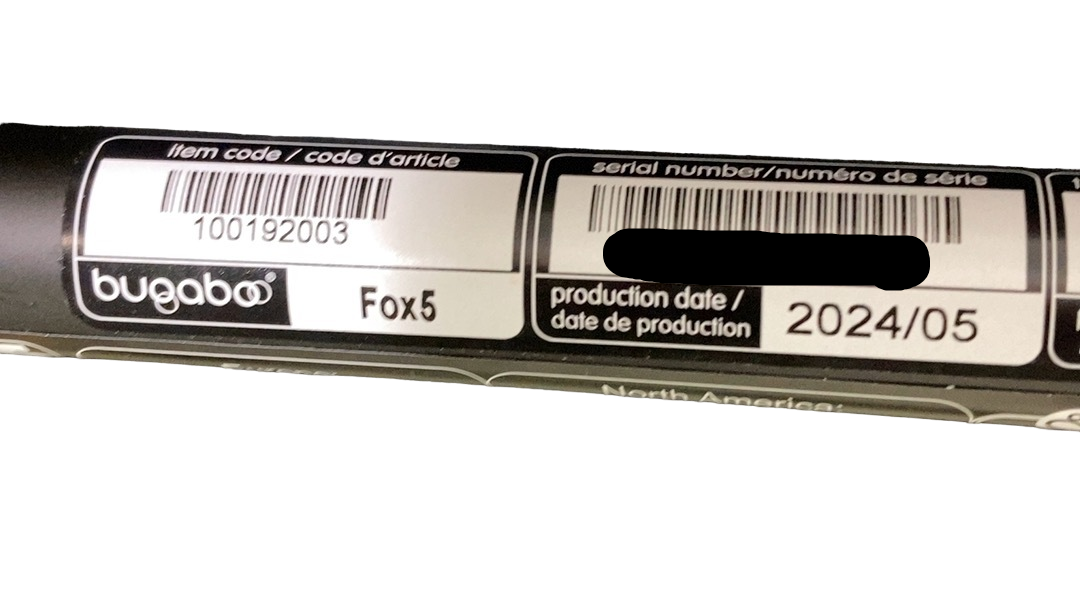 item code / code d'article
100192003
bugaboo®
Fox5
serial number/numéro de série
production date /
date de production
2024/05
North America: